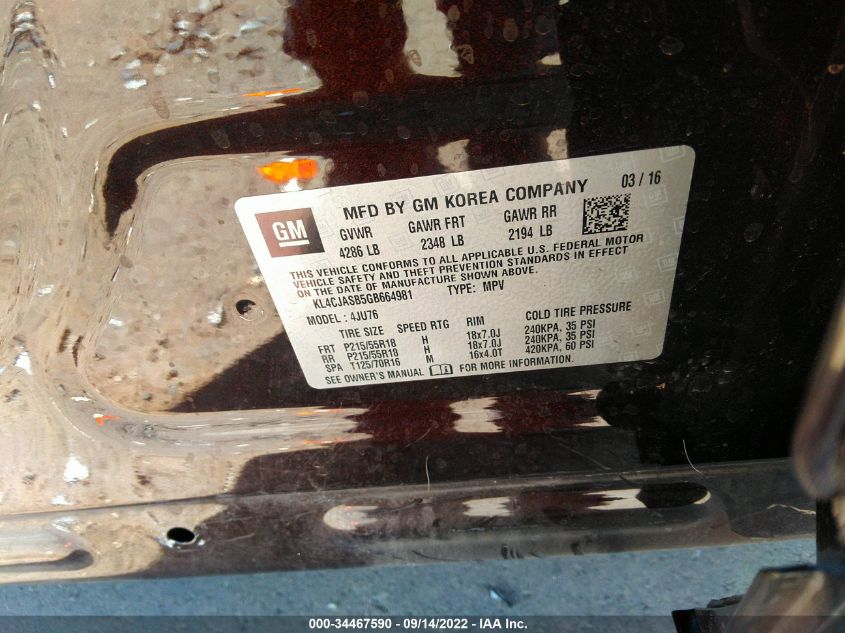 GM
MFD BY GM KOREA COMPANY 03 / 16
GVWR GAWR FRT GAWR RR
4286 LB 2348 LB 2194 LB
THIS VEHICLE CONFORMS TO ALL APPLICABLE U.S. FEDERAL MOTOR
VEHICLE SAFETY AND THEFT PREVENTION STANDARDS IN EFFECT
ON THE DATE OF MANUFACTURE SHOWN ABOVE.
KL4CJASB5GB664981 TYPE: MPV
MODEL : 4JU76
TIRE SIZE SPEED RTG RIM COLD TIRE PRESSURE
FRT P215/55R18 H 18x7.0J 240KPA, 35 PSI
RR P215/55R18 H 18x7.0J 240KPA, 35 PSI
SPA T125/70R16 M 16x4.0T 420KPA, 60 PSI
SEE OWNER'S MANUAL FOR MORE INFORMATION.
000-34467590 - 09/14/2022 - IAA Inc.